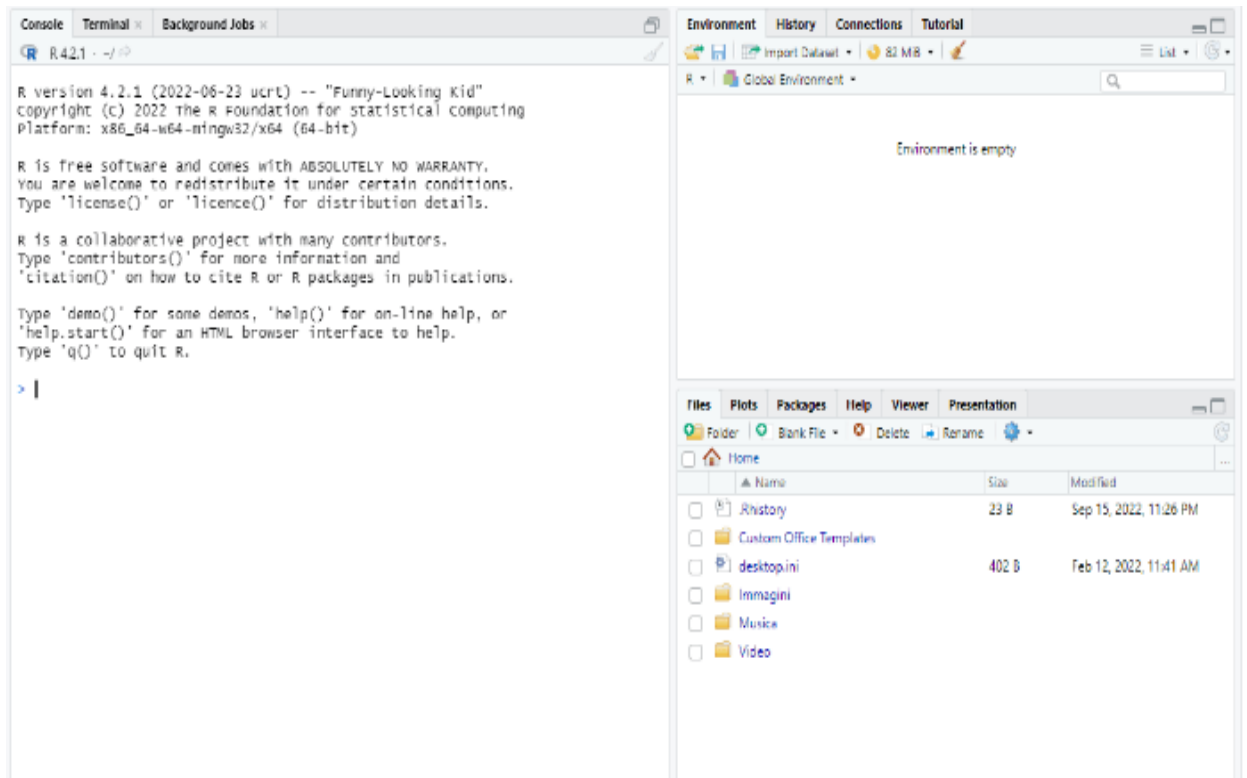 Console Terminal Background Jobs
R 4.2.1 · ~/
R version 4.2.1 (2022-06-23 ucrt) -- "Funny-Looking Kid"
Copyright (C) 2022 The R Foundation for Statistical Computing
Platform: x86_64-w64-mingw32/x64 (64-bit)
R is free software and comes with ABSOLUTELY NO WARRANTY.
You are welcome to redistribute it under certain conditions.
Type 'license()' or 'licence()' for distribution details.
R is a collaborative project with many contributors.
Type 'contributors()' for more information and
'citation()' on how to cite R or R packages in publications.
Type 'demo()' for some demos, 'help()' for on-line help, or
'help.start()' for an HTML browser interface to help.
Type 'q()' to quit R.
>
Environment History Connections Tutorial
Import Dataset 82 MiB List
R Global Environment
Environment is empty
Files Plots Packages Help Viewer Presentation
Folder Blank File Delete Rename
Home ...
Name Size Modified
.Rhistory 23 B Sep 15, 2022, 11:26 PM
Custom Office Templates
desktop.ini 402 B Feb 12, 2022, 11:41 AM
Immagini
Musica
Video